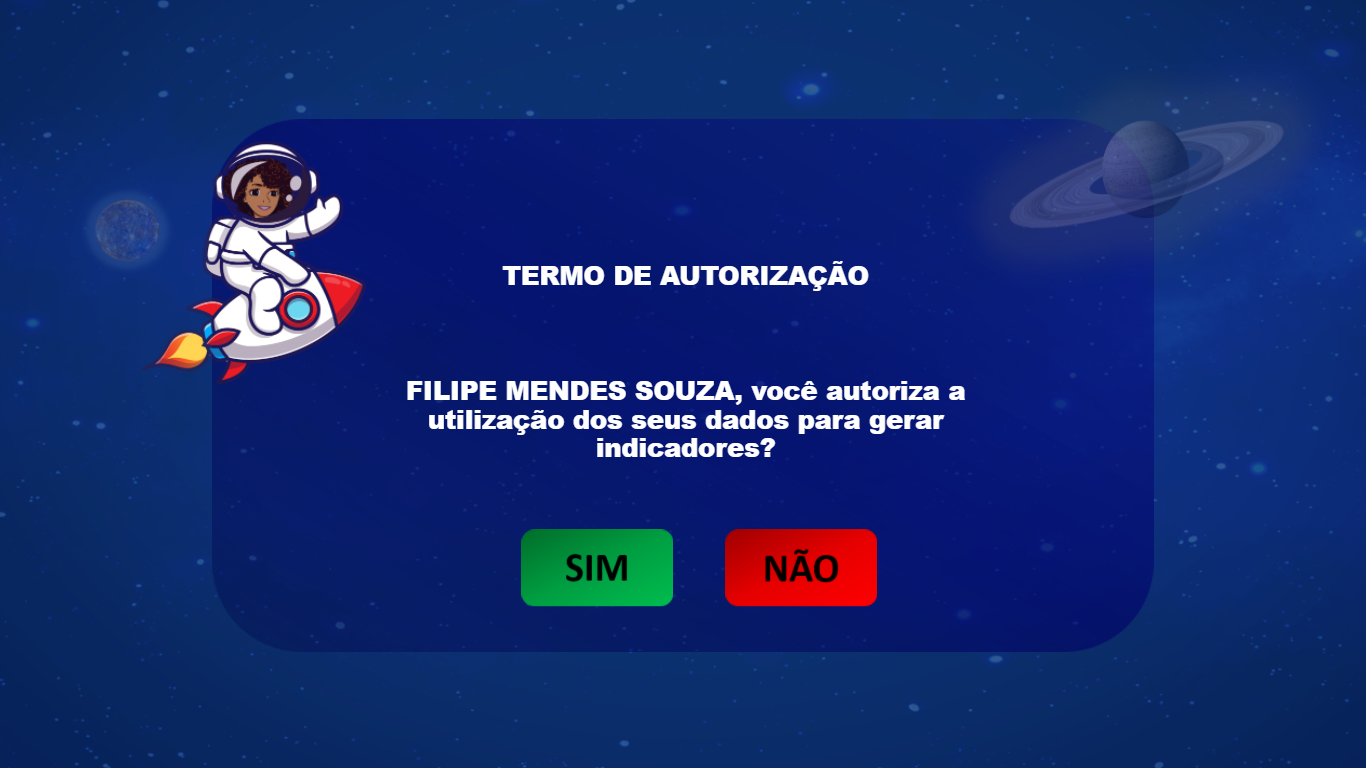 TERMO DE AUTORIZAÇÃO
FILIPE MENDES SOUZA, você autoriza a
utilização dos seus dados para gerar
indicadores?
SIM
NÃO